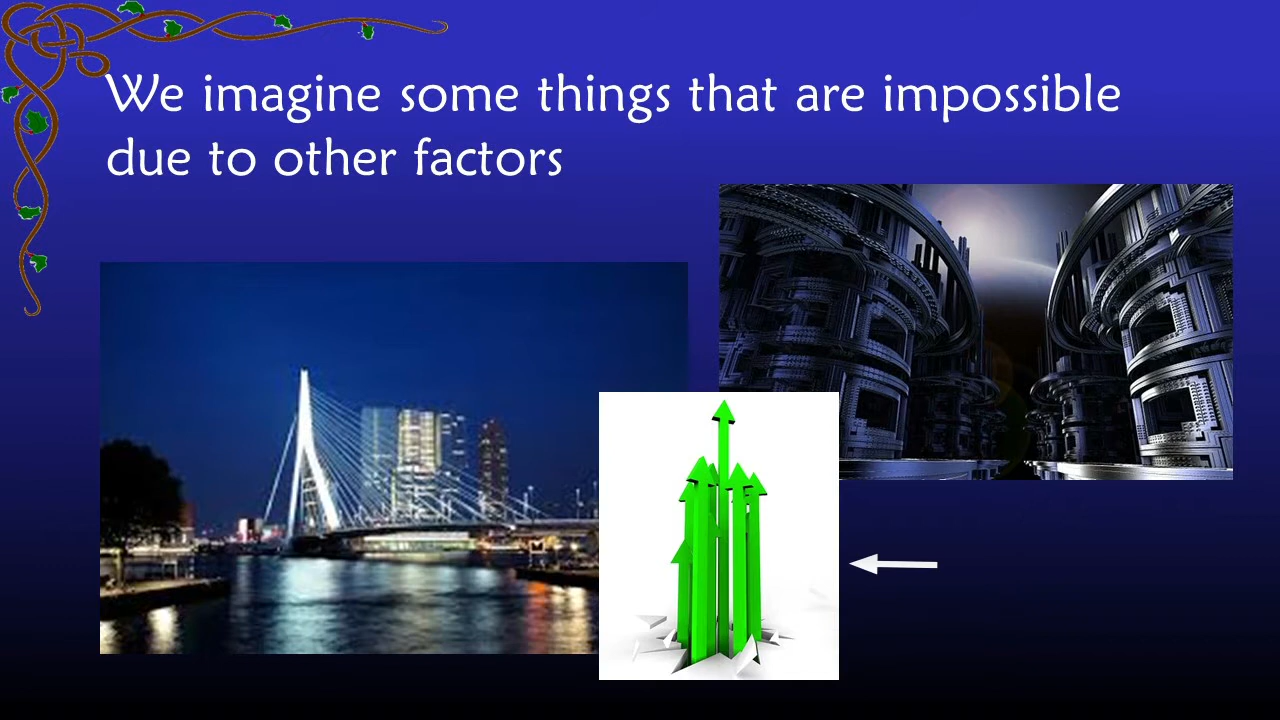 We imagine some things that are impossible
due to other factors